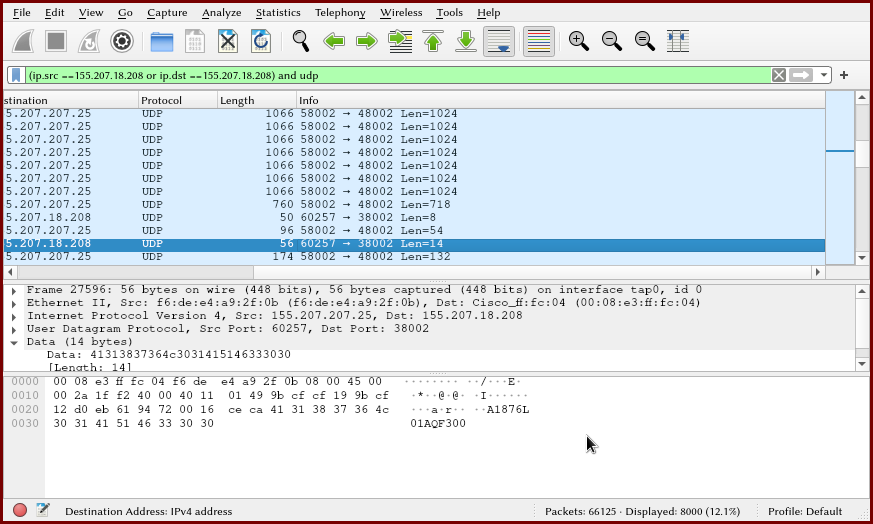 File Edit View Go Capture Analyze Statistics Telephony Wireless Tools Help
(ip.src ==155.207.18.208 or ip.dst ==155.207.18.208) and udp
stination Protocol Length Info
5.207.207.25 UDP 1066 58002 → 48002 Len=1024
5.207.207.25 UDP 1066 58002 → 48002 Len=1024
5.207.207.25 UDP 1066 58002 → 48002 Len=1024
5.207.207.25 UDP 1066 58002 → 48002 Len=1024
5.207.207.25 UDP 1066 58002 → 48002 Len=1024
5.207.207.25 UDP 1066 58002 → 48002 Len=1024
5.207.207.25 UDP 1066 58002 → 48002 Len=1024
5.207.207.25 UDP 760 58002 → 48002 Len=718
5.207.18.208 UDP 50 60257 → 38002 Len=8
5.207.207.25 UDP 96 58002 → 48002 Len=54
5.207.18.208 UDP 56 60257 → 38002 Len=14
5.207.207.25 UDP 174 58002 → 48002 Len=132
Frame 27596: 56 bytes on wire (448 bits), 56 bytes captured (448 bits) on interface tap0, id 0
Ethernet II, Src: f6:de:e4:a9:2f:0b (f6:de:e4:a9:2f:0b), Dst: Cisco_ff:fc:04 (00:08:e3:ff:fc:04)
Internet Protocol Version 4, Src: 155.207.207.25, Dst: 155.207.18.208
User Datagram Protocol, Src Port: 60257, Dst Port: 38002
Data (14 bytes)
Data: 41313837364c3031415146333030
[Length: 14]
0000 00 08 e3 ff fc 04 f6 de e4 a9 2f 0b 08 00 45 00 ········ ··/···E·
0010 00 2a 1f f2 40 00 40 11 01 49 9b cf cf 19 9b cf ·*··@·@· ·I······
0020 12 d0 eb 61 94 72 00 16 ce ca 41 31 38 37 36 4c ···a·r·· ··A1876L
0030 30 31 41 51 46 33 30 30 01AQF300
Destination Address: IPv4 address Packets: 66125 · Displayed: 8000 (12.1%) Profile: Default